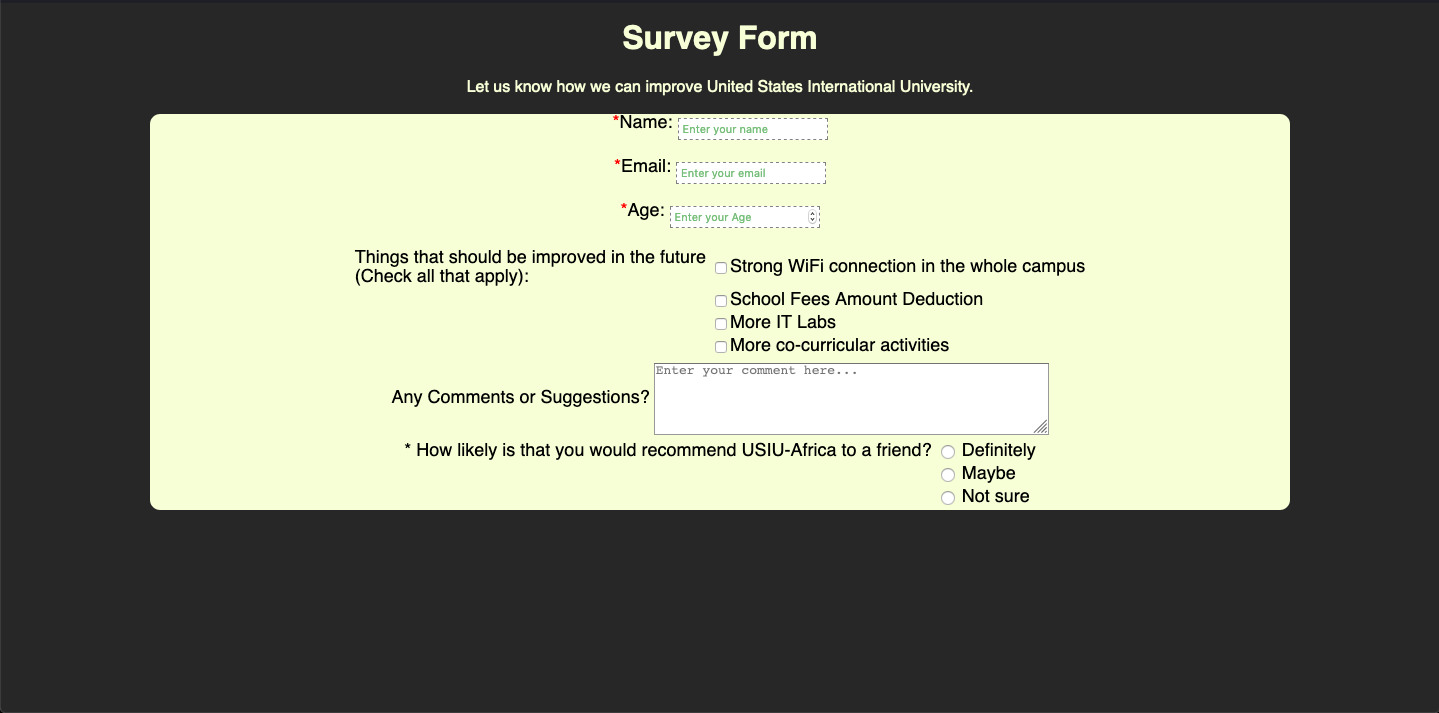 Survey Form
Let us know how we can improve United States International University.
*Name: Enter your name
*Email: Enter your email
*Age: Enter your Age
Things that should be improved in the future
(Check all that apply):
Strong WiFi connection in the whole campus
School Fees Amount Deduction
More IT Labs
More co-curricular activities
Any Comments or Suggestions? Enter your comment here...
* How likely is that you would recommend USIU-Africa to a friend? Definitely
Maybe
Not sure